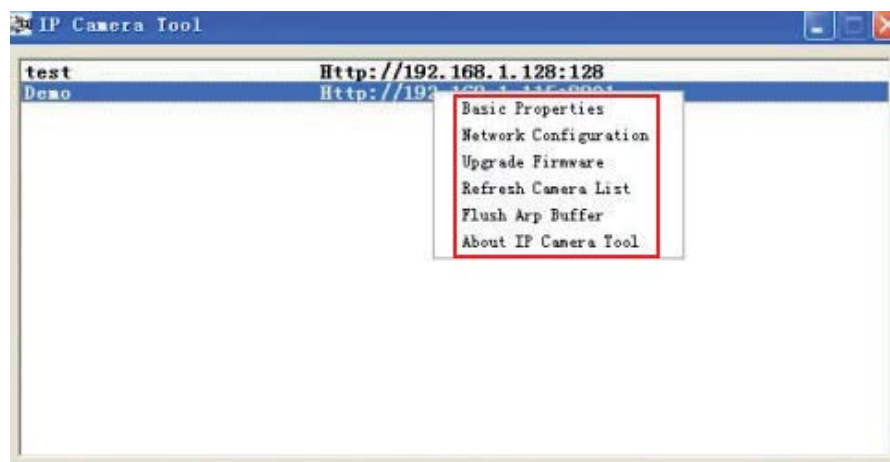 IP Camera Tool
test Http://192.168.1.128:128
Demo Http://192
Basic Properties
Network Configuration
Upgrade Firmware
Refresh Camera List
Flush Arp Buffer
About IP Camera Tool